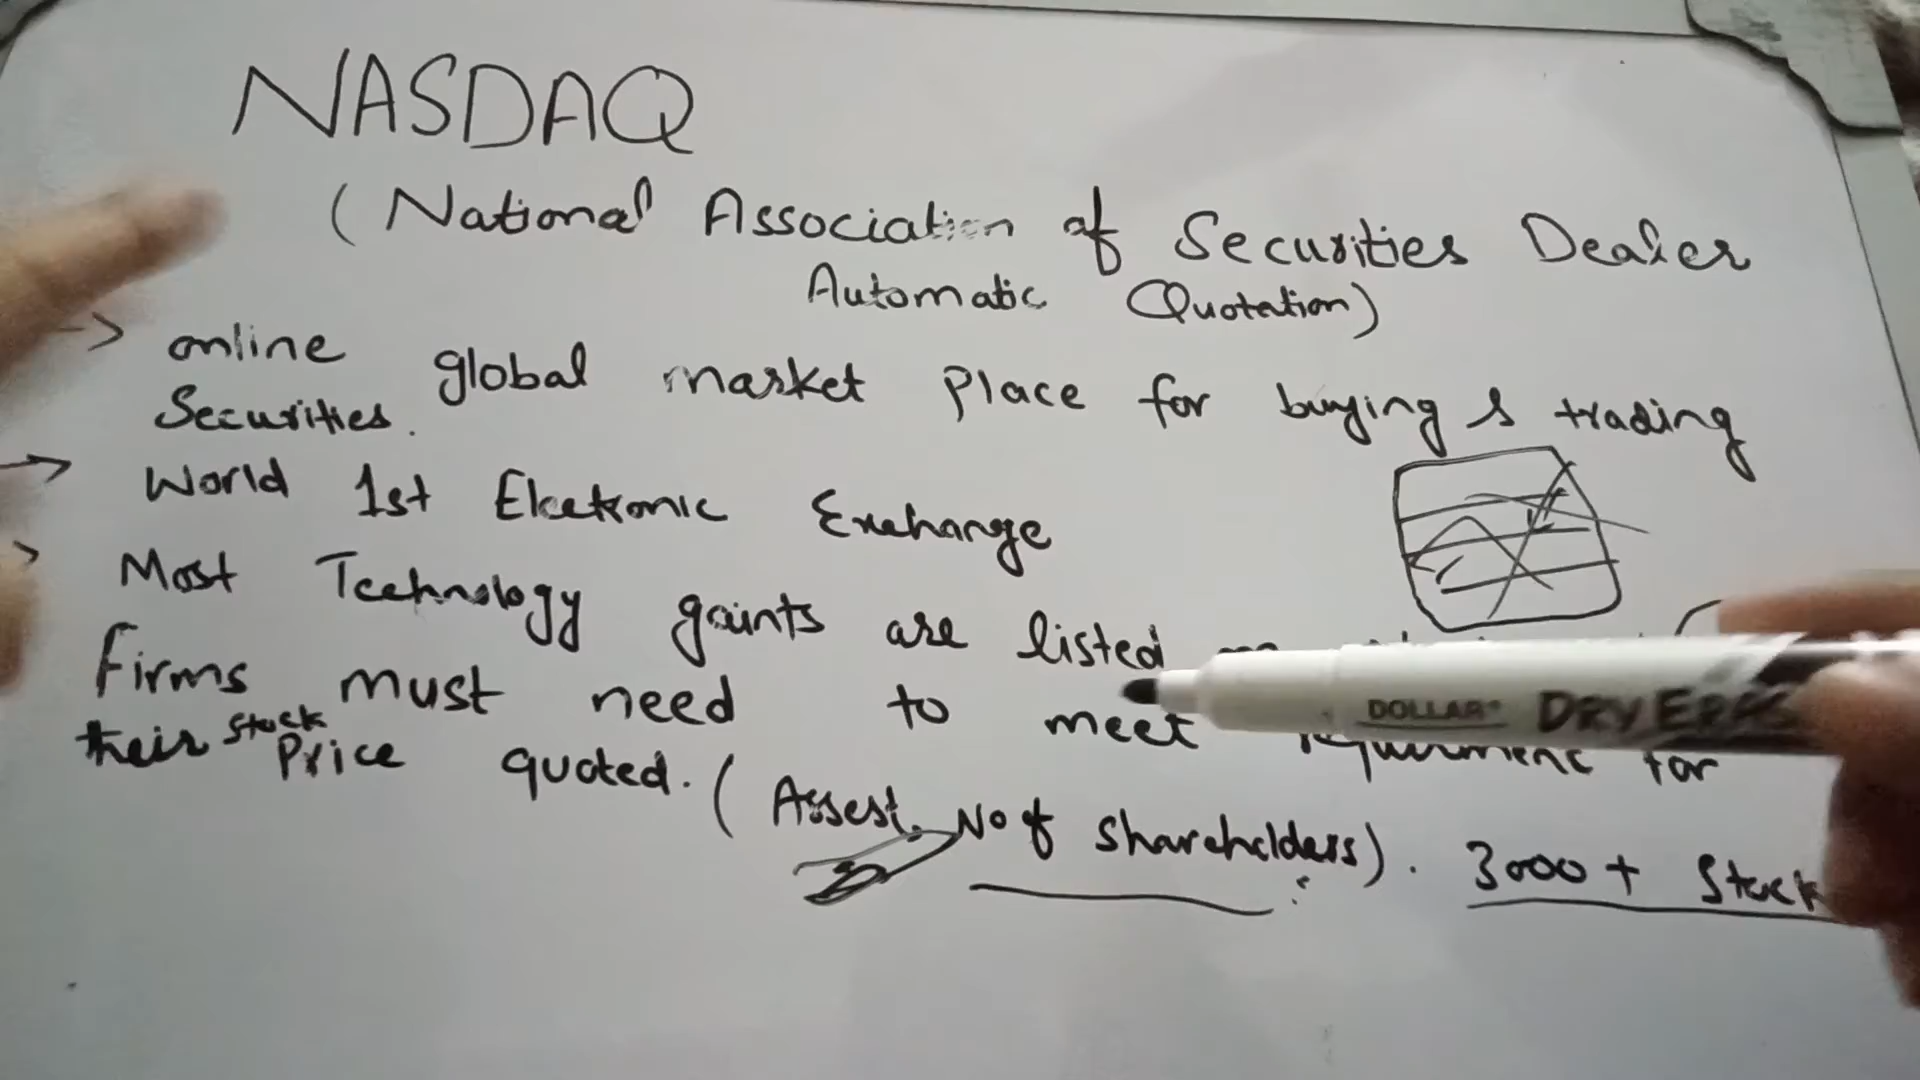 NASDAQ
(National Association of Securities Dealer
Automatic Quotation)
→ online global market place for buying & trading
Securities.
→ World 1st Electronic Exchange
→ Most Technology gaints are listed
Firms must need to meet for
their stock Price quoted. (Assest, No of shareholders). 3000 + Stock
DOLLAR DRY ERAS